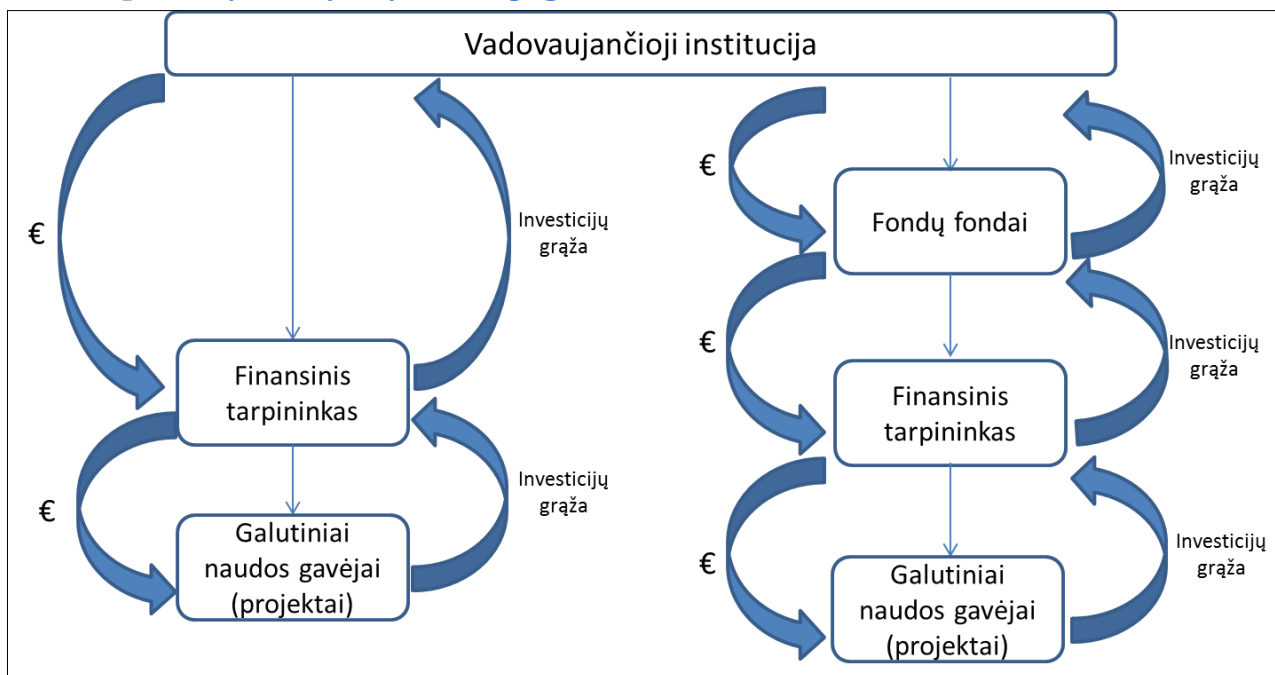 Vadovaujančioji institucija
€
Investicijų
grąža
Finansinis
tarpininkas
€
Investicijų
grąža
Galutiniai
naudos gavėjai
(projektai)
€
Investicijų
grąža
Fondų fondai
€
Investicijų
grąža
Finansinis
tarpininkas
€
Investicijų
grąža
Galutiniai
naudos gavėjai
(projektai)